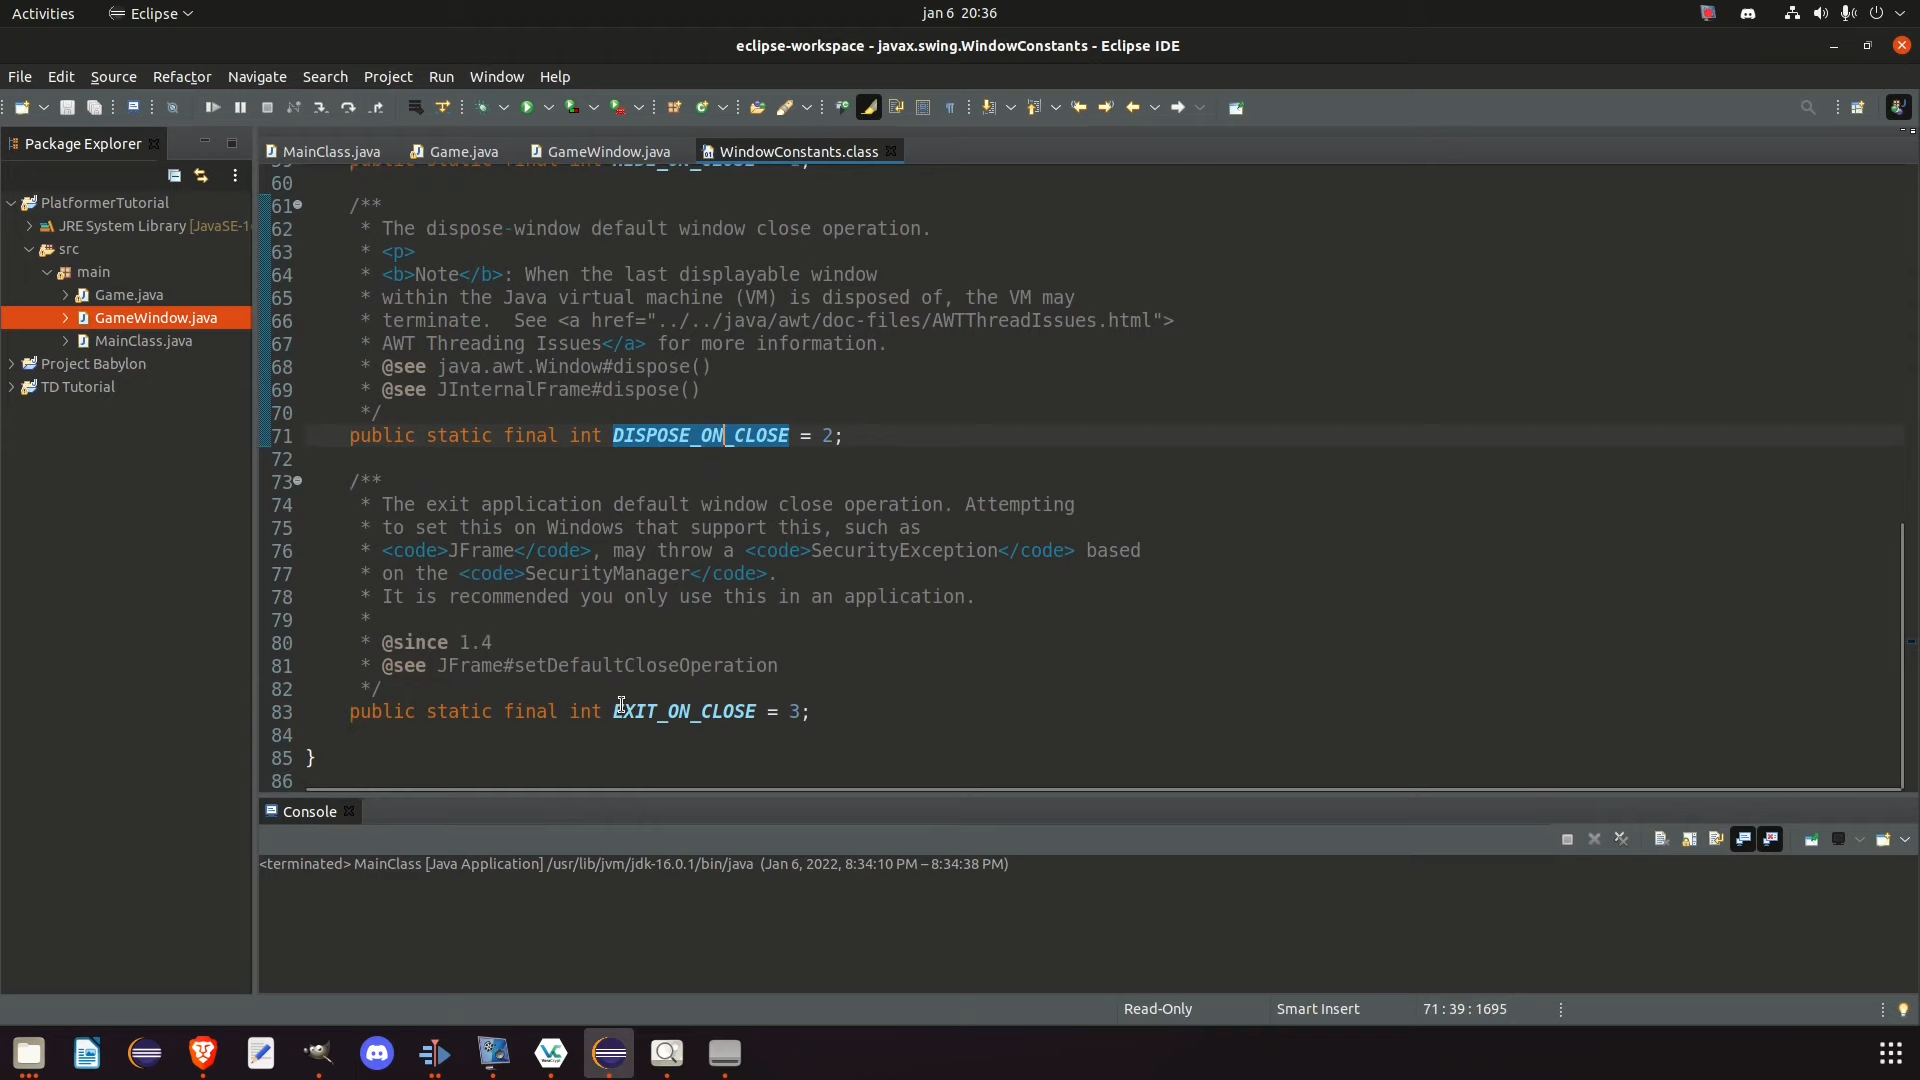 Activities Eclipse jan 6 20:36
eclipse-workspace - javax.swing.WindowConstants - Eclipse IDE
File Edit Source Refactor Navigate Search Project Run Window Help
Package Explorer
PlatformerTutorial
JRE System Library [JavaSE-1
src
main
Game.java
GameWindow.java
MainClass.java
Project Babylon
TD Tutorial
MainClass.java Game.java GameWindow.java WindowConstants.class
60
61 /**
62 * The dispose-window default window close operation.
63 * <p>
64 * <b>Note</b>: When the last displayable window
65 * within the Java virtual machine (VM) is disposed of, the VM may
66 * terminate.  See <a href="../../java/awt/doc-files/AWTThreadIssues.html">
67 * AWT Threading Issues</a> for more information.
68 * @see java.awt.Window#dispose()
69 * @see JInternalFrame#dispose()
70 */
71 public static final int DISPOSE_ON_CLOSE = 2;
72
73 /**
74 * The exit application default window close operation. Attempting
75 * to set this on Windows that support this, such as
76 * <code>JFrame</code>, may throw a <code>SecurityException</code> based
77 * on the <code>SecurityManager</code>.
78 * It is recommended you only use this in an application.
79 *
80 * @since 1.4
81 * @see JFrame#setDefaultCloseOperation
82 */
83 public static final int EXIT_ON_CLOSE = 3;
84
85 }
86
Console
<terminated> MainClass [Java Application] /usr/lib/jvm/jdk-16.0.1/bin/java (Jan 6, 2022, 8:34:10 PM – 8:34:38 PM)
Read-Only Smart Insert 71 : 39 : 1695